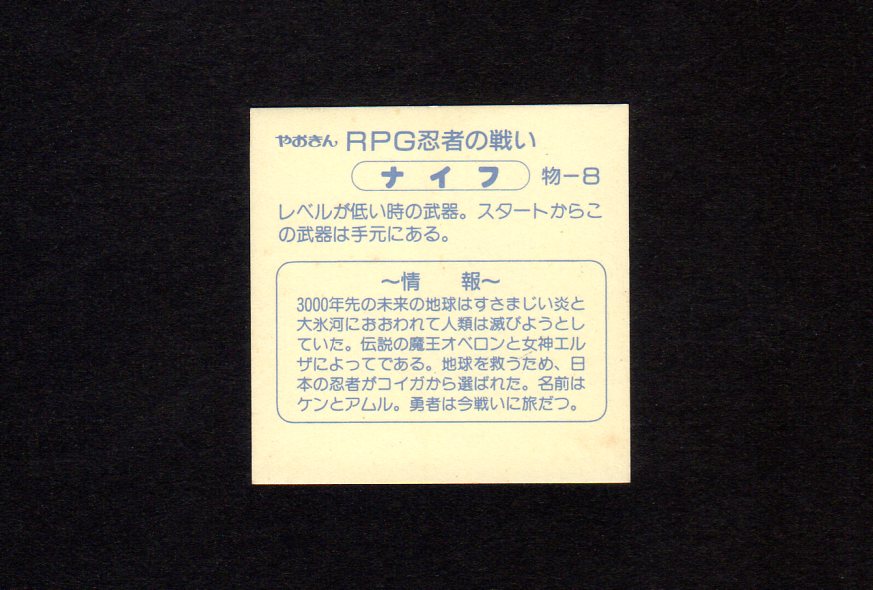 やおきん RPG忍者の戦い
ナイフ 物-8
レベルが低い時の武器。スタートからこ
の武器は手元にある。
〜情 報〜
3000年先の未来の地球はすさまじい炎と
大氷河におおわれて人類は滅びようとし
ていた。伝説の魔王オベロンと女神エル
ザによってである。地球を救うため、日
本の忍者がコイガから選ばれた。名前は
ケンとアムル。勇者は今戦いに旅だつ。